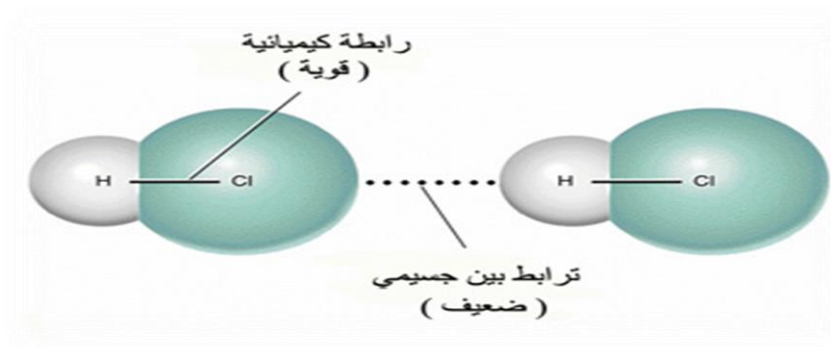 رابطة كيميائية
( قوية )
H Cl H Cl
ترابط بين جسيمي
( ضعيف )